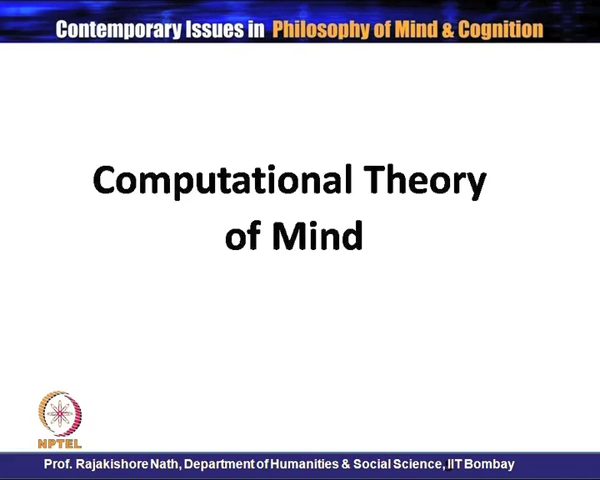 Contemporary Issues in Philosophy of Mind & Cognition
Computational Theory
of Mind
NPTEL
Prof. Rajakishore Nath, Department of Humanities & Social Science, IIT Bombay